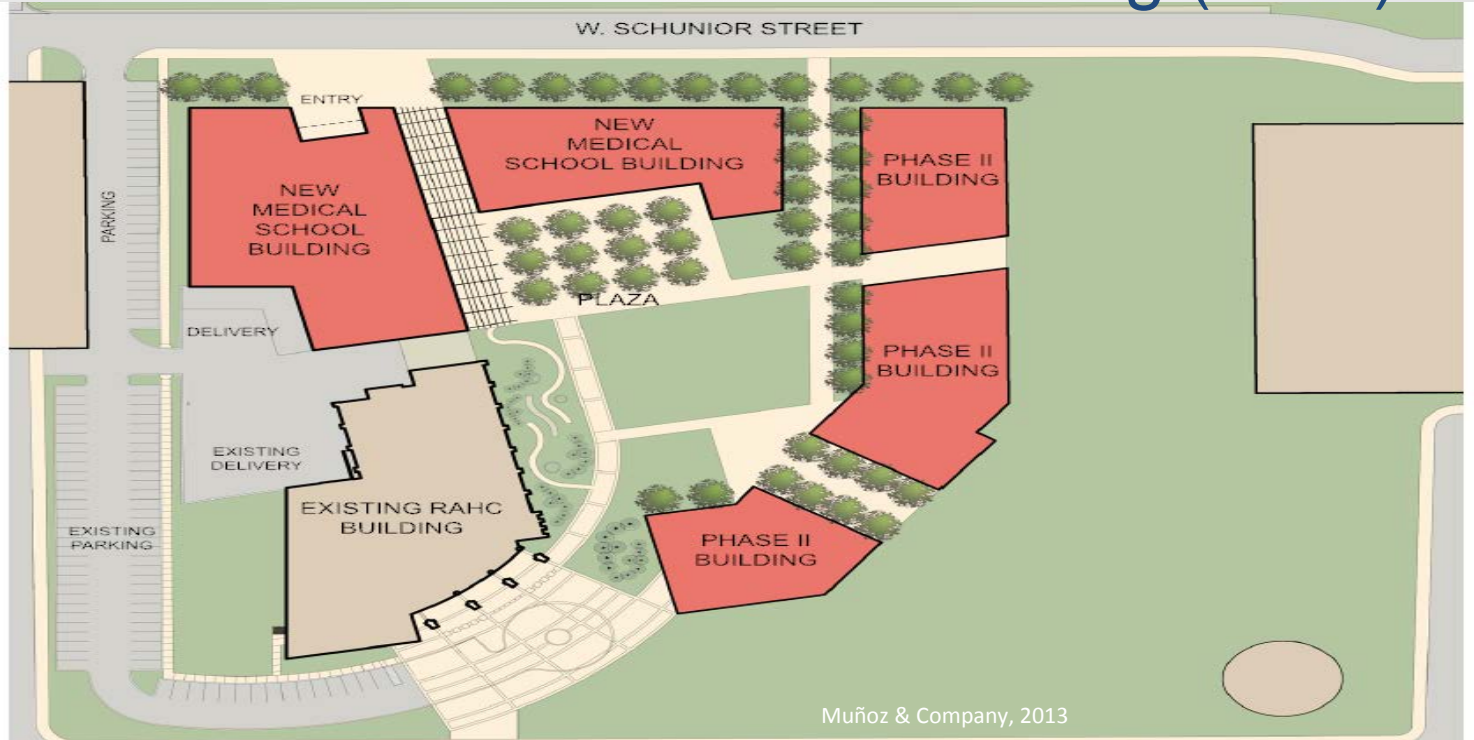 W. SCHUNIOR STREET
ENTRY
NEW
MEDICAL
SCHOOL BUILDING
PHASE II
BUILDING
NEW
MEDICAL
SCHOOL
BUILDING
PARKING
PLAZA
DELIVERY
PHASE II
BUILDING
EXISTING
DELIVERY
EXISTING RAHC
BUILDING
EXISTING
PARKING
PHASE II
BUILDING
Muñoz & Company, 2013